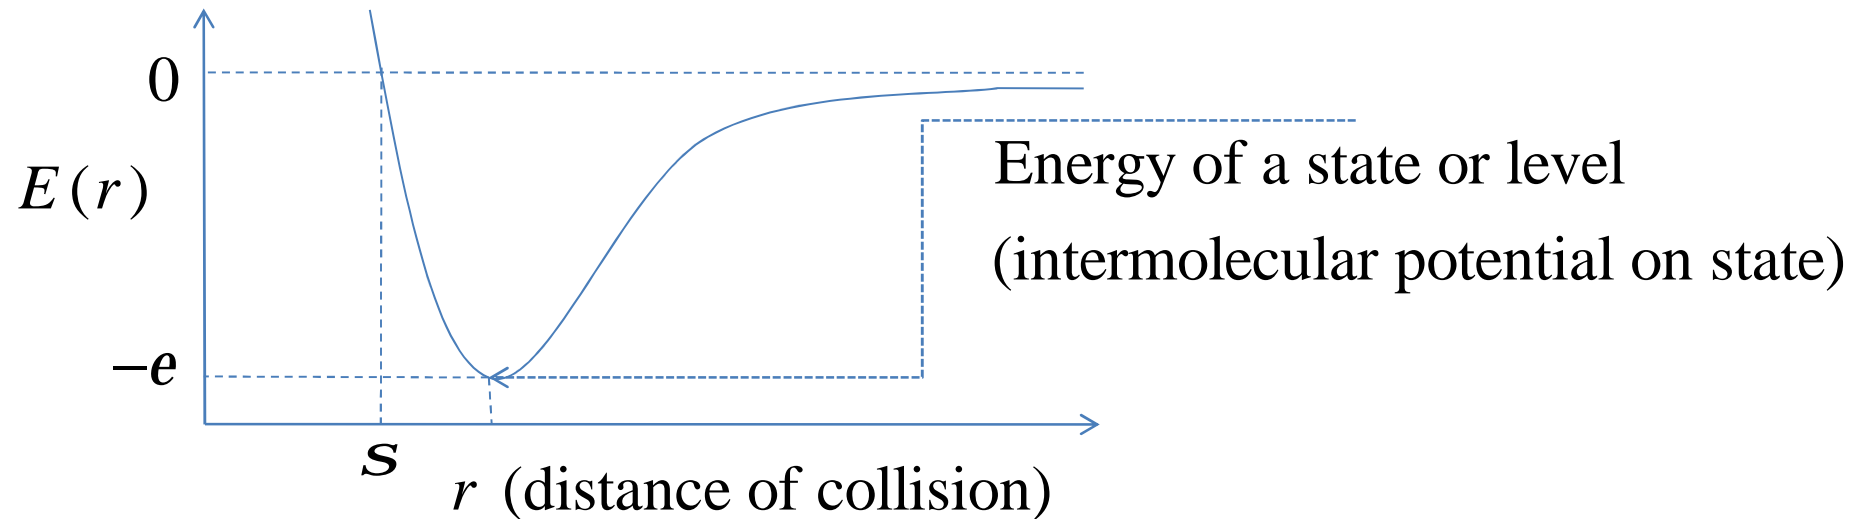 0
E(r)
Energy of a state or level
(intermolecular potential on state)
−e
s
r (distance of collision)